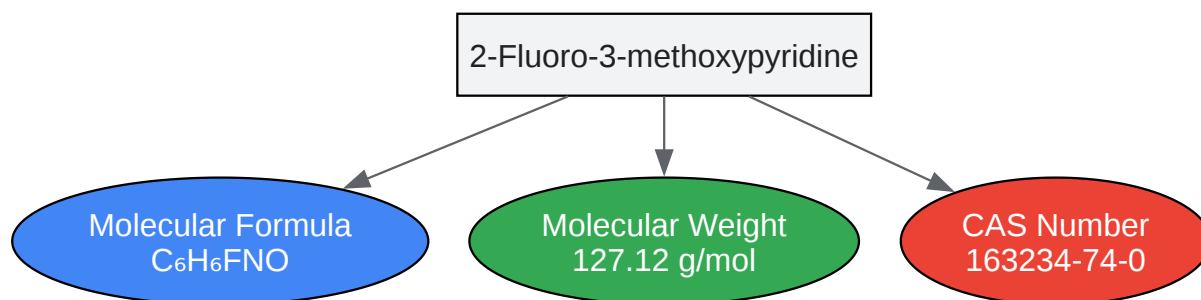 2-Fluoro-3-methoxypyridine
Molecular Formula
C₆H₆FNO
Molecular Weight
127.12 g/mol
CAS Number
163234-74-0